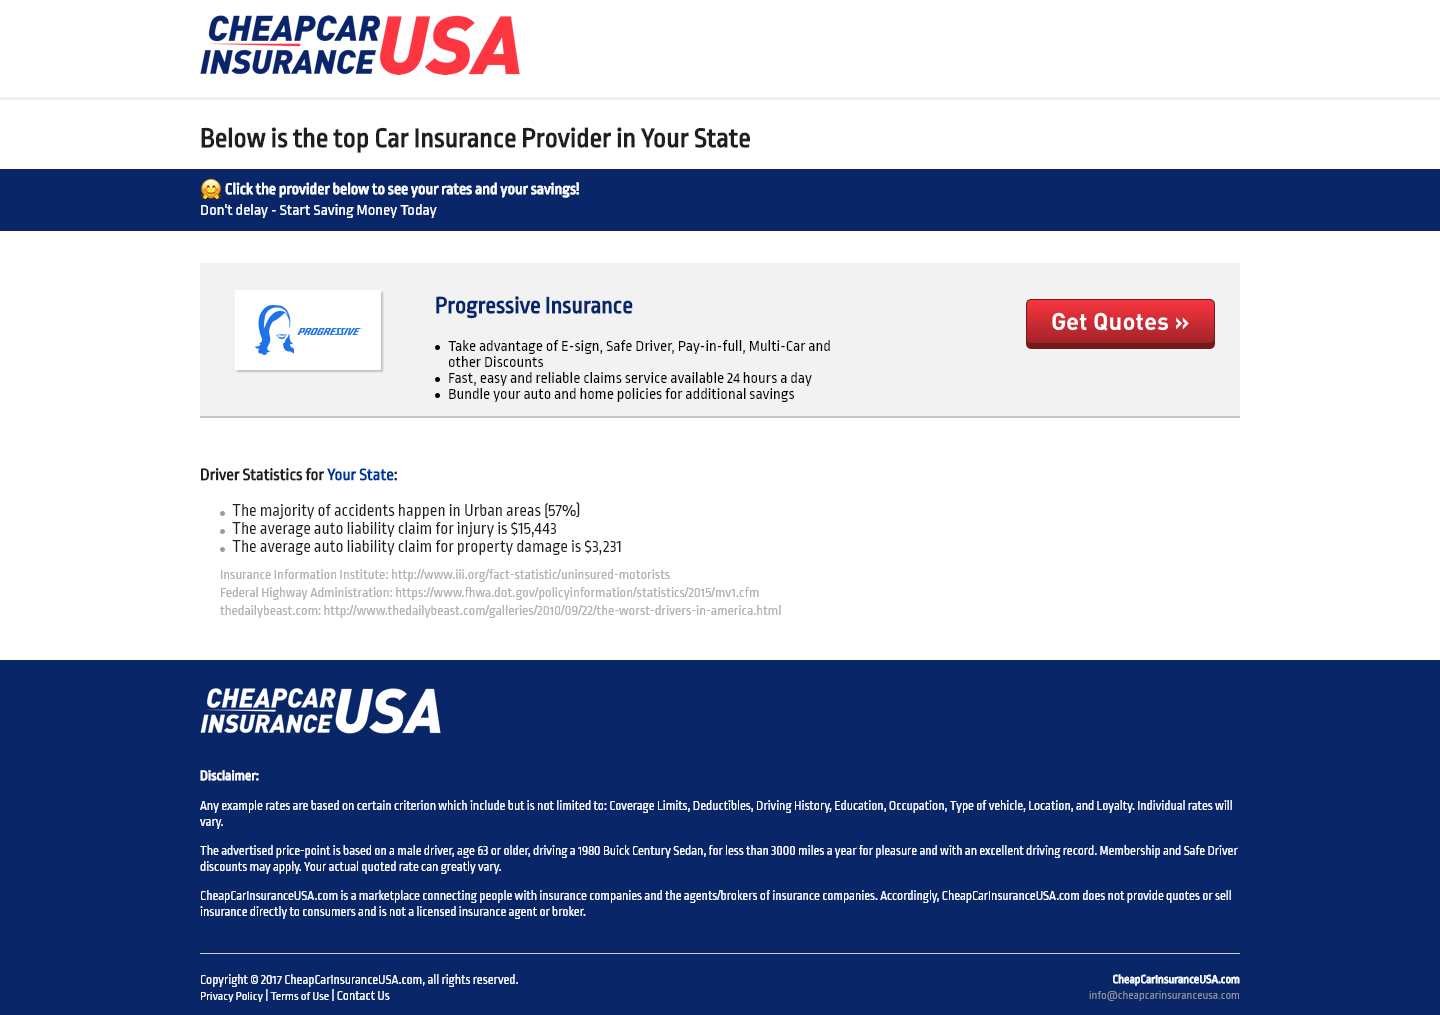 CHEAPCAR
INSURANCE USA
Below is the top Car Insurance Provider in Your State
Click the provider below to see your rates and your savings!
Don't delay - Start Saving Money Today
PROGRESSIVE
Progressive Insurance
Take advantage of E-sign, Safe Driver, Pay-in-full, Multi-Car and
other Discounts
Fast, easy and reliable claims service available 24 hours a day
Bundle your auto and home policies for additional savings
Get Quotes »
Driver Statistics for Your State:
The majority of accidents happen in Urban areas (57%)
The average auto liability claim for injury is $15,443
The average auto liability claim for property damage is $3,231
Insurance Information Institute: http://www.iii.org/fact-statistic/uninsured-motorists
Federal Highway Administration: https://www.fhwa.dot.gov/policyinformation/statistics/2015/mv1.cfm
thedailybeast.com: http://www.thedailybeast.com/galleries/2010/09/22/the-worst-drivers-in-america.html
CHEAPCAR
INSURANCE USA
Disclaimer:
Any example rates are based on certain criterion which include but is not limited to: Coverage Limits, Deductibles, Driving History, Education, Occupation, Type of vehicle, Location, and Loyalty. Individual rates will
vary.
The advertised price-point is based on a male driver, age 63 or older, driving a 1980 Buick Century Sedan, for less than 3000 miles a year for pleasure and with an excellent driving record. Membership and Safe Driver
discounts may apply. Your actual quoted rate can greatly vary.
CheapCarInsuranceUSA.com is a marketplace connecting people with insurance companies and the agents/brokers of insurance companies. Accordingly, CheapCarInsuranceUSA.com does not provide quotes or sell
insurance directly to consumers and is not a licensed insurance agent or broker.
Copyright © 2017 CheapCarInsuranceUSA.com, all rights reserved.
Privacy Policy | Terms of Use | Contact Us
CheapCarInsuranceUSA.com
info@cheapcarinsuranceusa.com